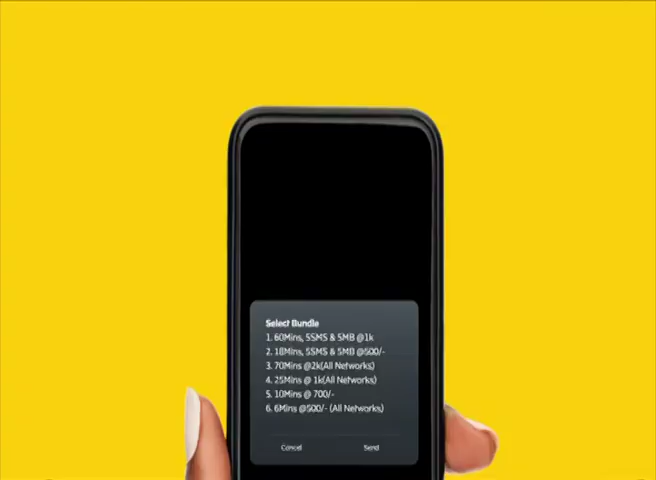 Select Bundle
1. 60Mins, 5SMS & 5MB @1k
2. 18Mins, 5SMS & 5MB @500/-
3. 70Mins @2k(All Networks)
4. 25Mins @ 1k(All Networks)
5. 10Mins @ 700/-
6. 6Mins @500/- (All Networks)
Cancel Send